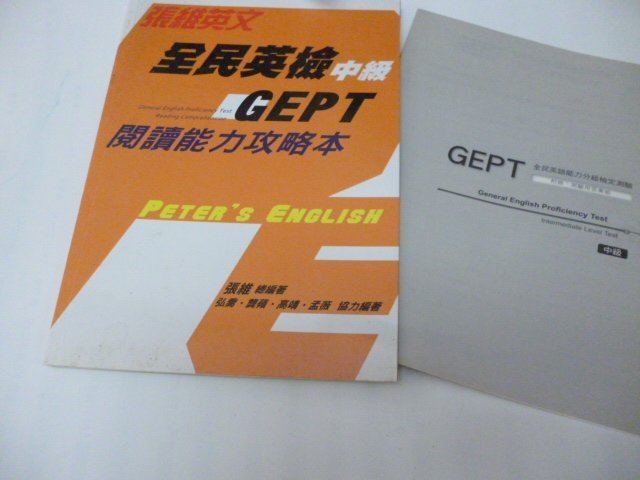 張維英文
全民英檢 中級
General English Proficiency Test
Reading Comprehension
GEPT
閱讀能力攻略本
PETER'S ENGLISH
張維 總編著
弘喬・龔蘋・高靖・孟薇 協力編著
GEPT 全民英語能力分級檢定測驗
General English Proficiency Test
Intermediate Level Test
中級